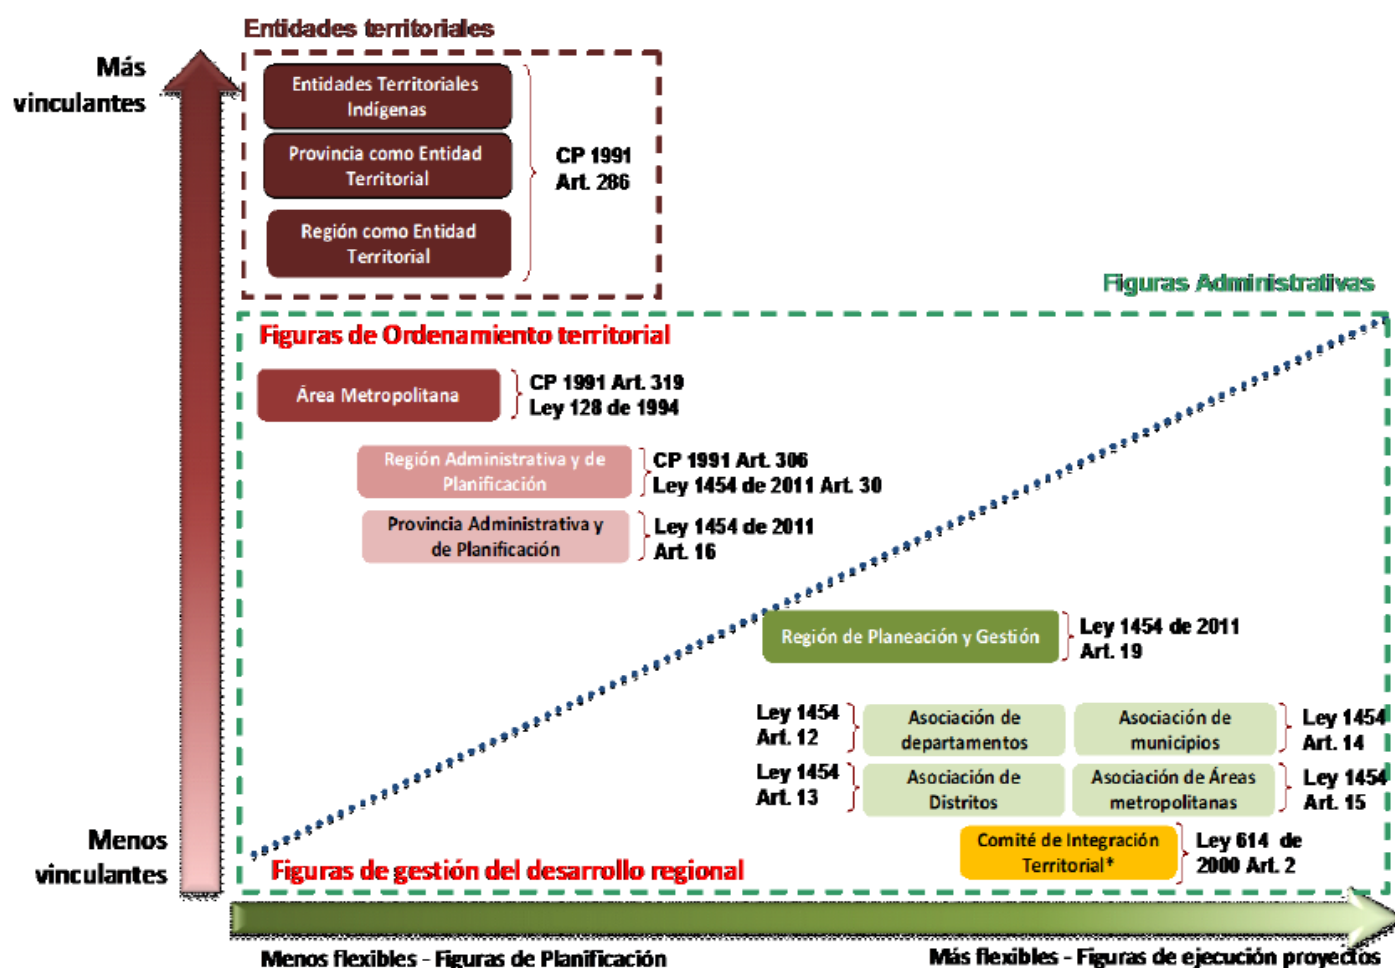 Entidades territoriales
Más
vinculantes
Entidades Territoriales
Indígenas
Provincia como Entidad
Territorial
Región como Entidad
Territorial
CP 1991
Art. 286
Figuras Administrativas
Figuras de Ordenamiento territorial
Área Metropolitana
CP 1991 Art. 319
Ley 128 de 1994
Región Administrativa y de
Planificación
CP 1991 Art. 306
Ley 1454 de 2011 Art. 30
Provincia Administrativa y
de Planificación
Ley 1454 de 2011
Art. 16
Región de Planeación y Gestión
Ley 1454 de 2011
Art. 19
Ley 1454
Art. 12
Asociación de
departamentos
Asociación de
municipios
Ley 1454
Art. 14
Ley 1454
Art. 13
Asociación de
Distritos
Asociación de Áreas
metropolitanas
Ley 1454
Art. 15
Comité de Integración
Territorial*
Ley 614 de
2000 Art. 2
Menos
vinculantes
Figuras de gestión del desarrollo regional
Menos flexibles - Figuras de Planificación
Más flexibles - Figuras de ejecución proyectos